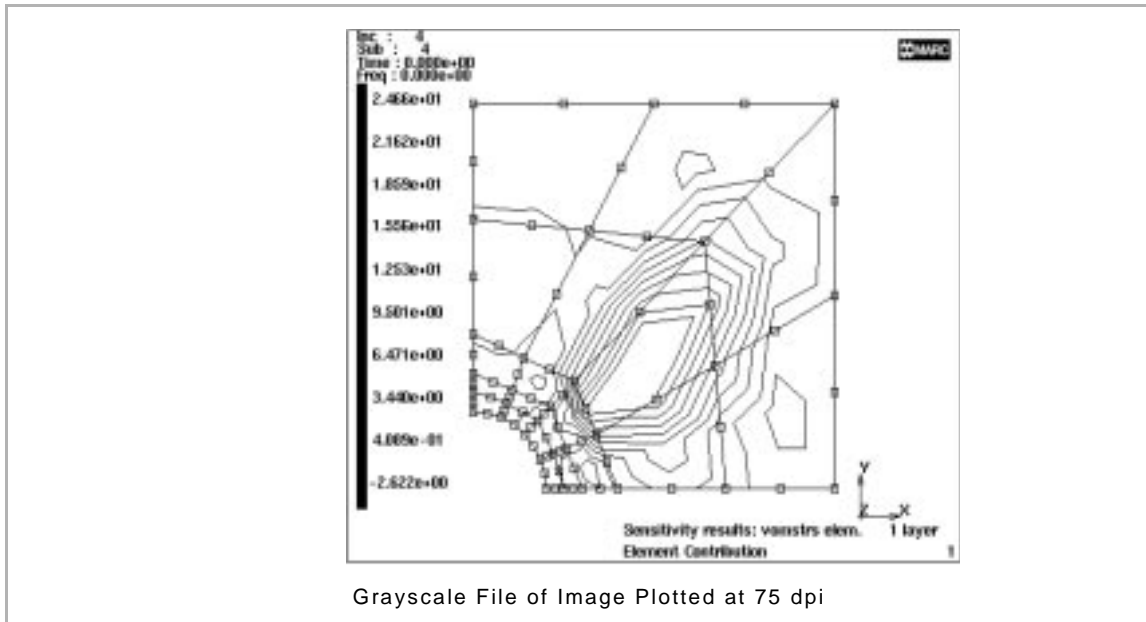 Inc : 4
Sub : 4
Time : 0.000e+00
Freq : 0.000e+00
MARC
2.466e+01
2.162e+01
1.859e+01
1.556e+01
1.253e+01
9.501e+00
6.471e+00
3.440e+00
4.089e-01
-2.622e+00
Y
Z X
Sensitivity results: vomstrs elem. 1 layer
Element Contribution 1
Grayscale File of Image Plotted at 75 dpi